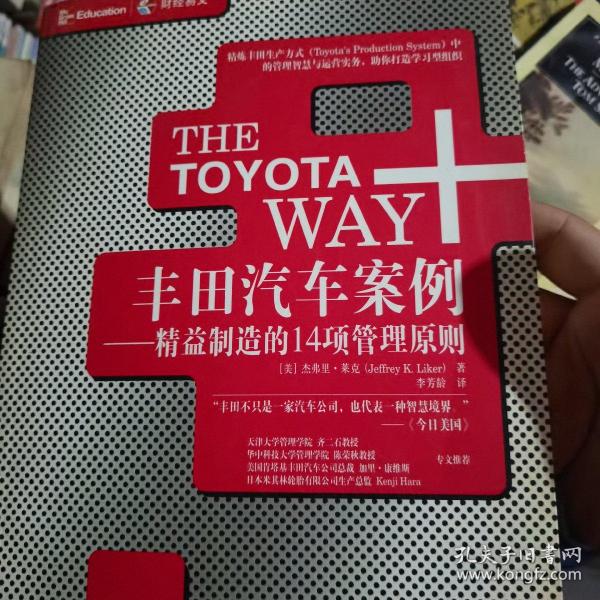 Education
财经易文
精炼丰田生产方式（Toyota's Production System）中
的管理智慧与运营实务，助你打造学习型组织
THE
TOYOTA
WAY
丰田汽车案例
——精益制造的14项管理原则
［美］杰弗里·莱克（Jeffrey K. Liker） 著
李芳龄 译
“丰田不只是一家汽车公司，也代表一种智慧境界。”
——《今日美国》
天津大学管理学院 齐二石教授
华中科技大学管理学院 陈荣秋教授
美国肯塔基丰田汽车公司总裁 加里·康维斯
日本米其林轮胎有限公司生产总监 Kenji Hara
专文推荐
THE ADV
TOM S
孔夫子旧书网
www.kongfz.com